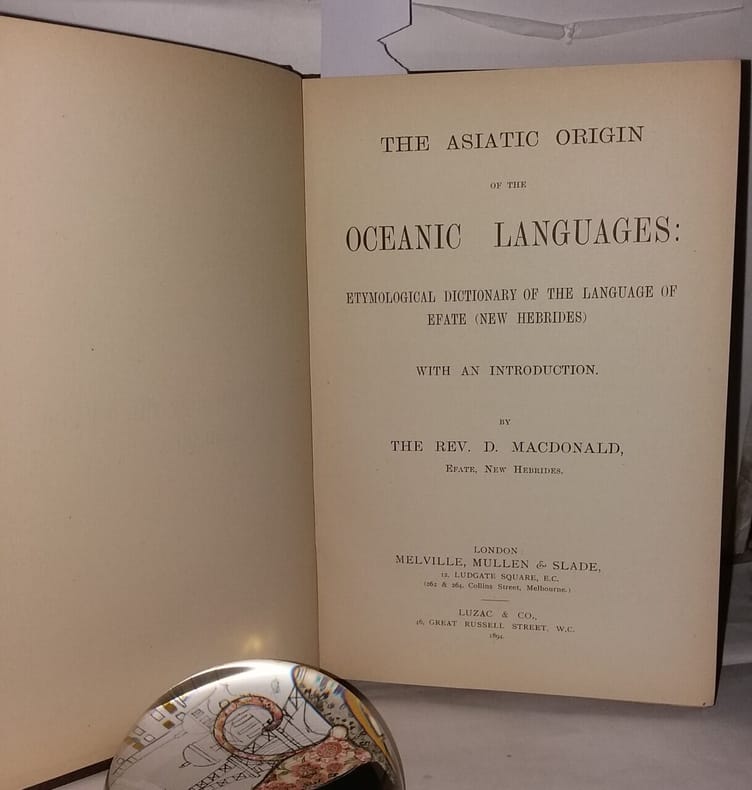 THE ASIATIC ORIGIN
OF THE
OCEANIC LANGUAGES:
ETYMOLOGICAL DICTIONARY OF THE LANGUAGE OF
EFATE (NEW HEBRIDES)
WITH AN INTRODUCTION.
BY
THE REV. D. MACDONALD,
EFATE, NEW HEBRIDES.
LONDON
MELVILLE, MULLEN & SLADE,
12, LUDGATE SQUARE, E.C.
(262 & 264, Collins Street, Melbourne.)
LUZAC & CO.,
46, GREAT RUSSELL STREET, W.C.
1894.